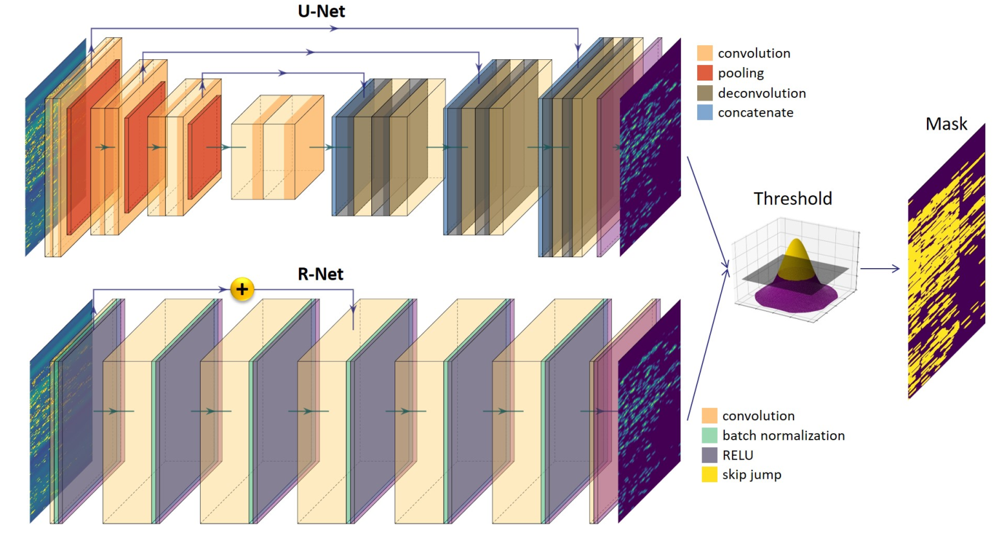 U-Net
convolution
pooling
deconvolution
concatenate
Mask
Threshold
R-Net
+
convolution
batch normalization
RELU
skip jump